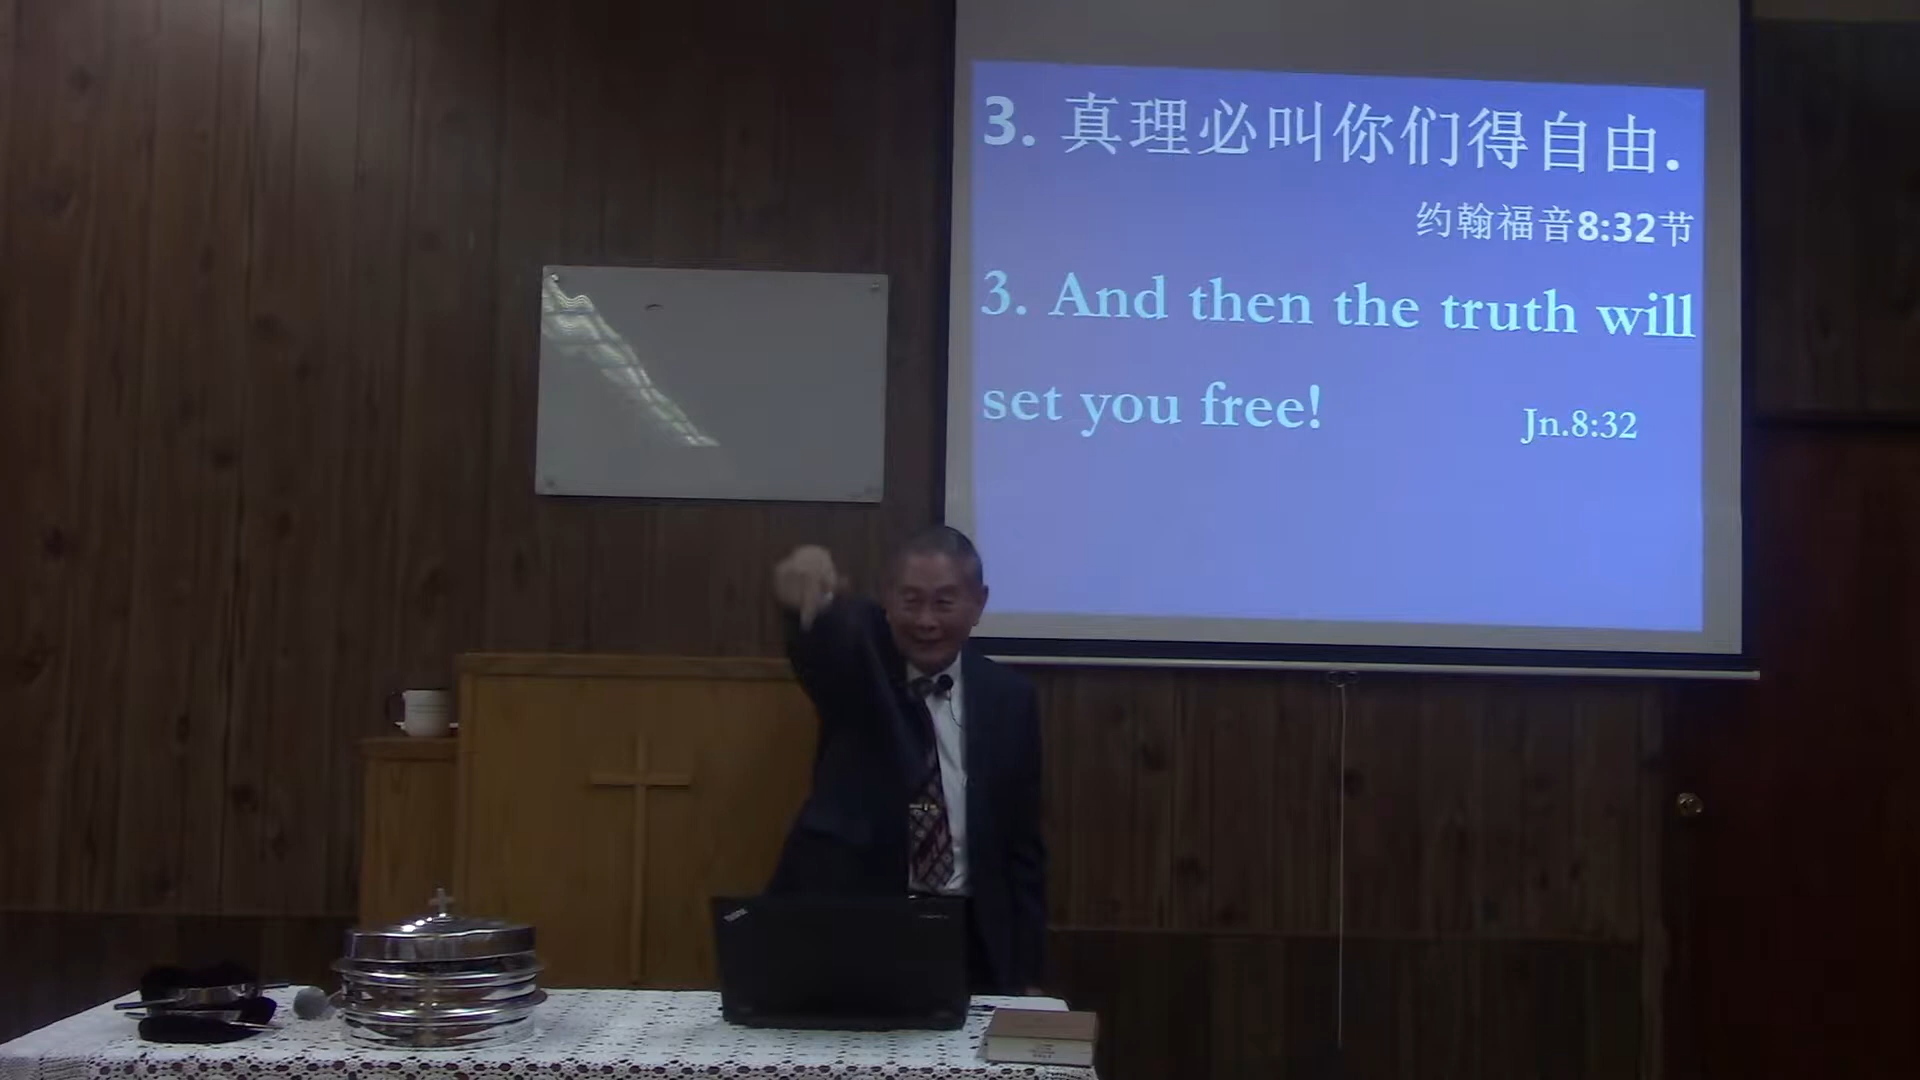 3. 真理必叫你们得自由.
约翰福音8:32节
3. And then the truth will
set you free!
Jn.8:32